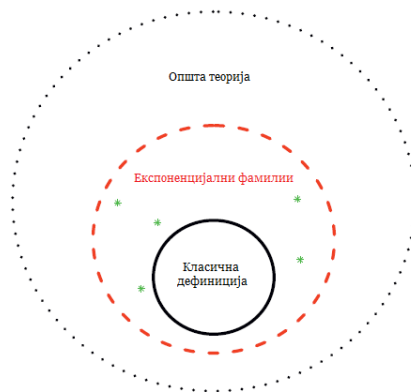 Општа теорија
Експоненцијални фамилии
Класична
дефиниција